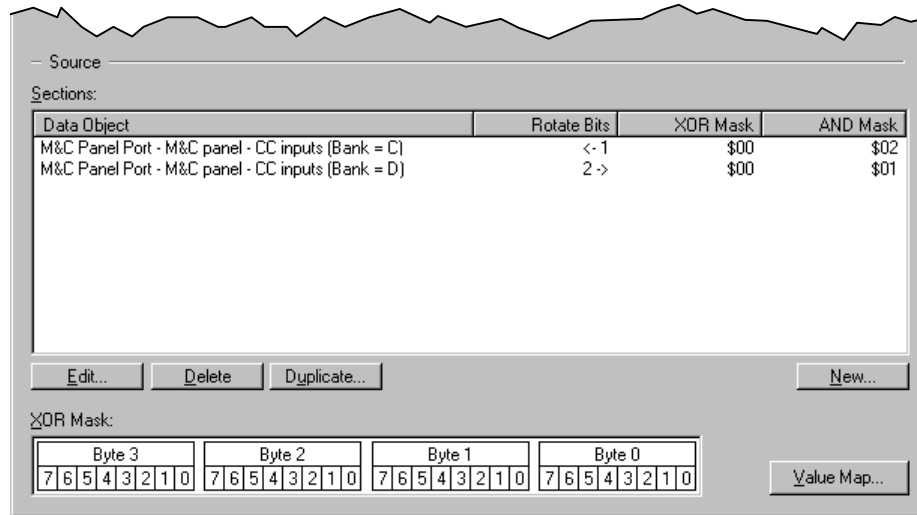 Source
Sections:
Data Object Rotate Bits XOR Mask AND Mask
M&C Panel Port - M&C panel - CC inputs (Bank = C) <- 1 $00 $02
M&C Panel Port - M&C panel - CC inputs (Bank = D) 2 -> $00 $01
Edit... Delete Duplicate... New...
XOR Mask:
Byte 3 Byte 2 Byte 1 Byte 0
7 6 5 4 3 2 1 0 7 6 5 4 3 2 1 0 7 6 5 4 3 2 1 0 7 6 5 4 3 2 1 0
Value Map...